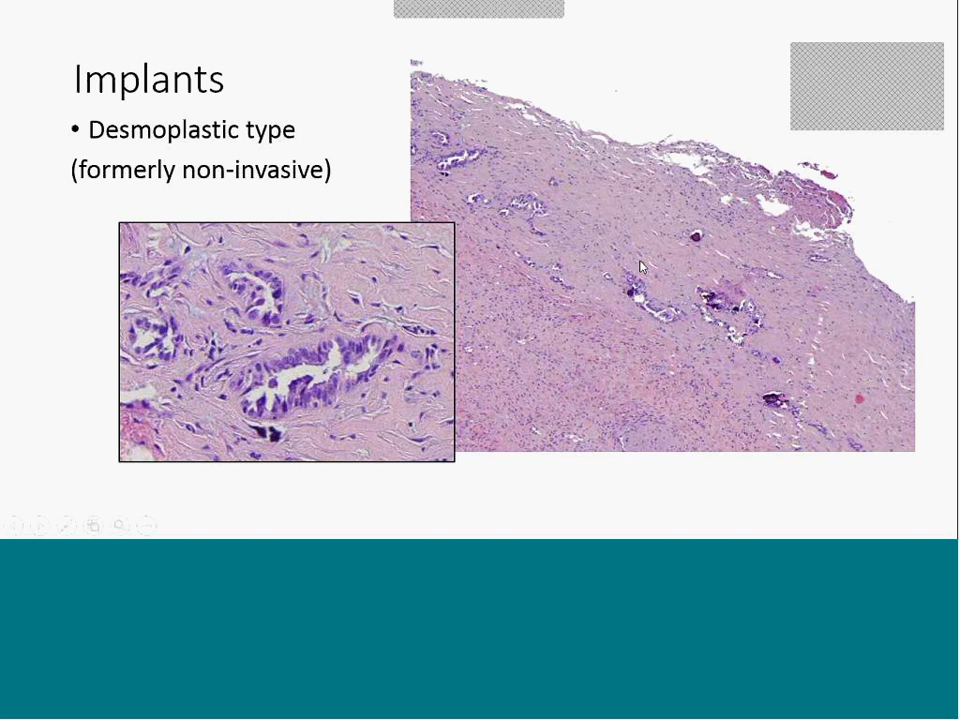 Implants
• Desmoplastic type
(formerly non-invasive)